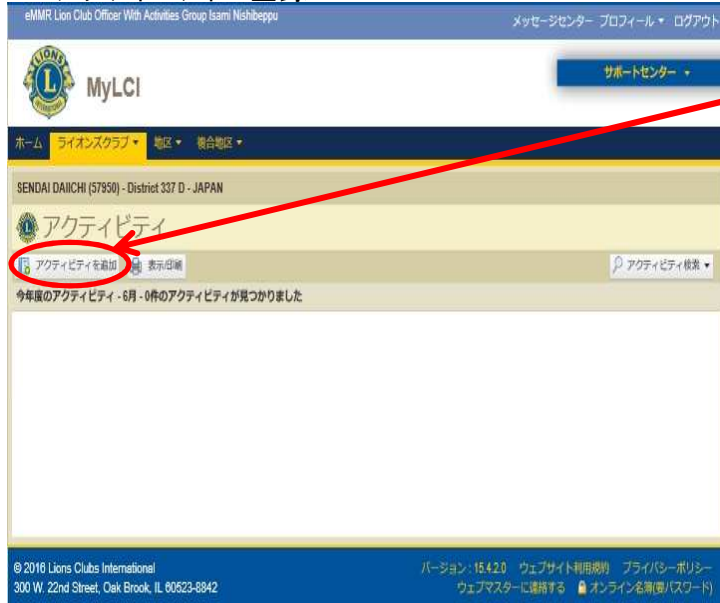 eMMR Lion Club Officer With Activities Group Isami Nishibeppu
メッセージセンター プロフィール ▾ ログアウト
LIONS
L
INTERNATIONAL
MyLCI
サポートセンター ▾
ホーム ライオンズクラブ ▾ 地区 ▾ 複合地区 ▾
SENDAI DAIICHI (57950) - District 337 D - JAPAN
アクティビティ
アクティビティを追加 表示/印刷 アクティビティ検索 ▾
今年度のアクティビティ - 6月 - 0件のアクティビティが見つかりました
© 2016 Lions Clubs International
300 W. 22nd Street, Oak Brook, IL 60523-8842
バージョン : 15.4.2.0 ウェブサイト利用規約 プライバシーポリシー
ウェブマスターに連絡する オンライン名簿(要パスワード)